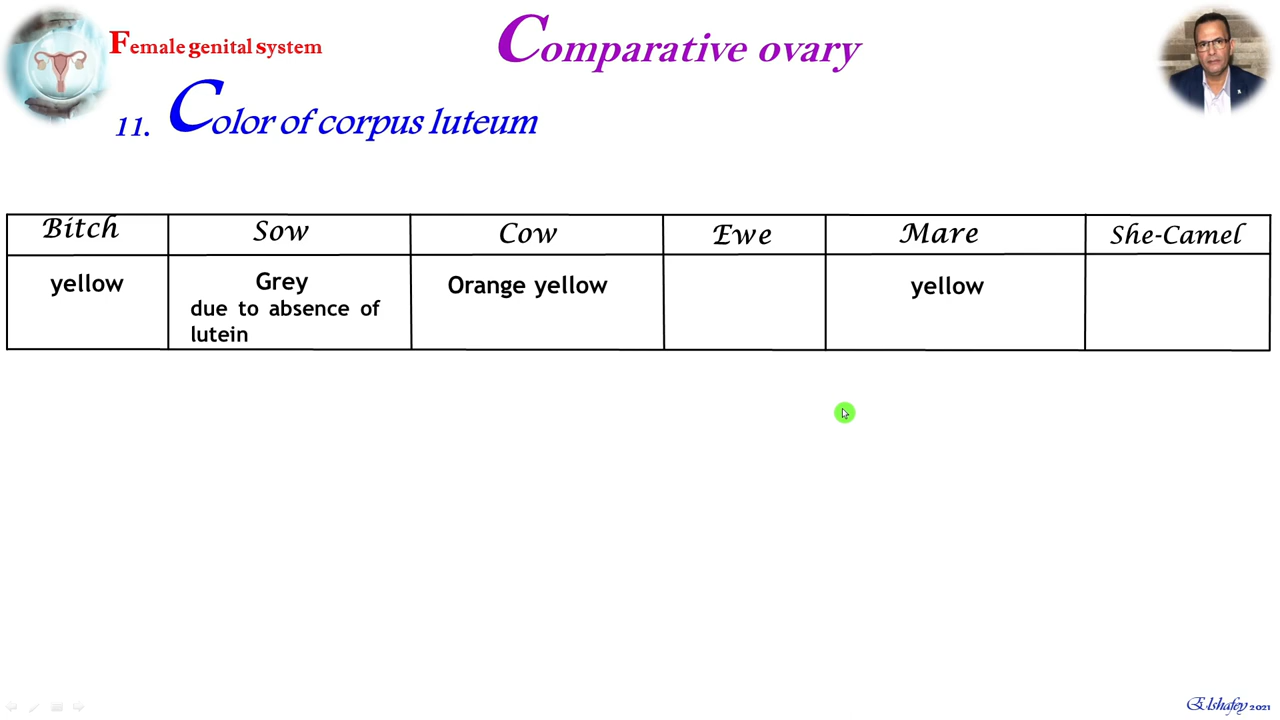 Female genital system
Comparative ovary
11. Color of corpus luteum
Bitch Sow Cow Ewe Mare She-Camel
yellow Grey Orange yellow yellow
due to absence of
lutein
Elshafey 2021